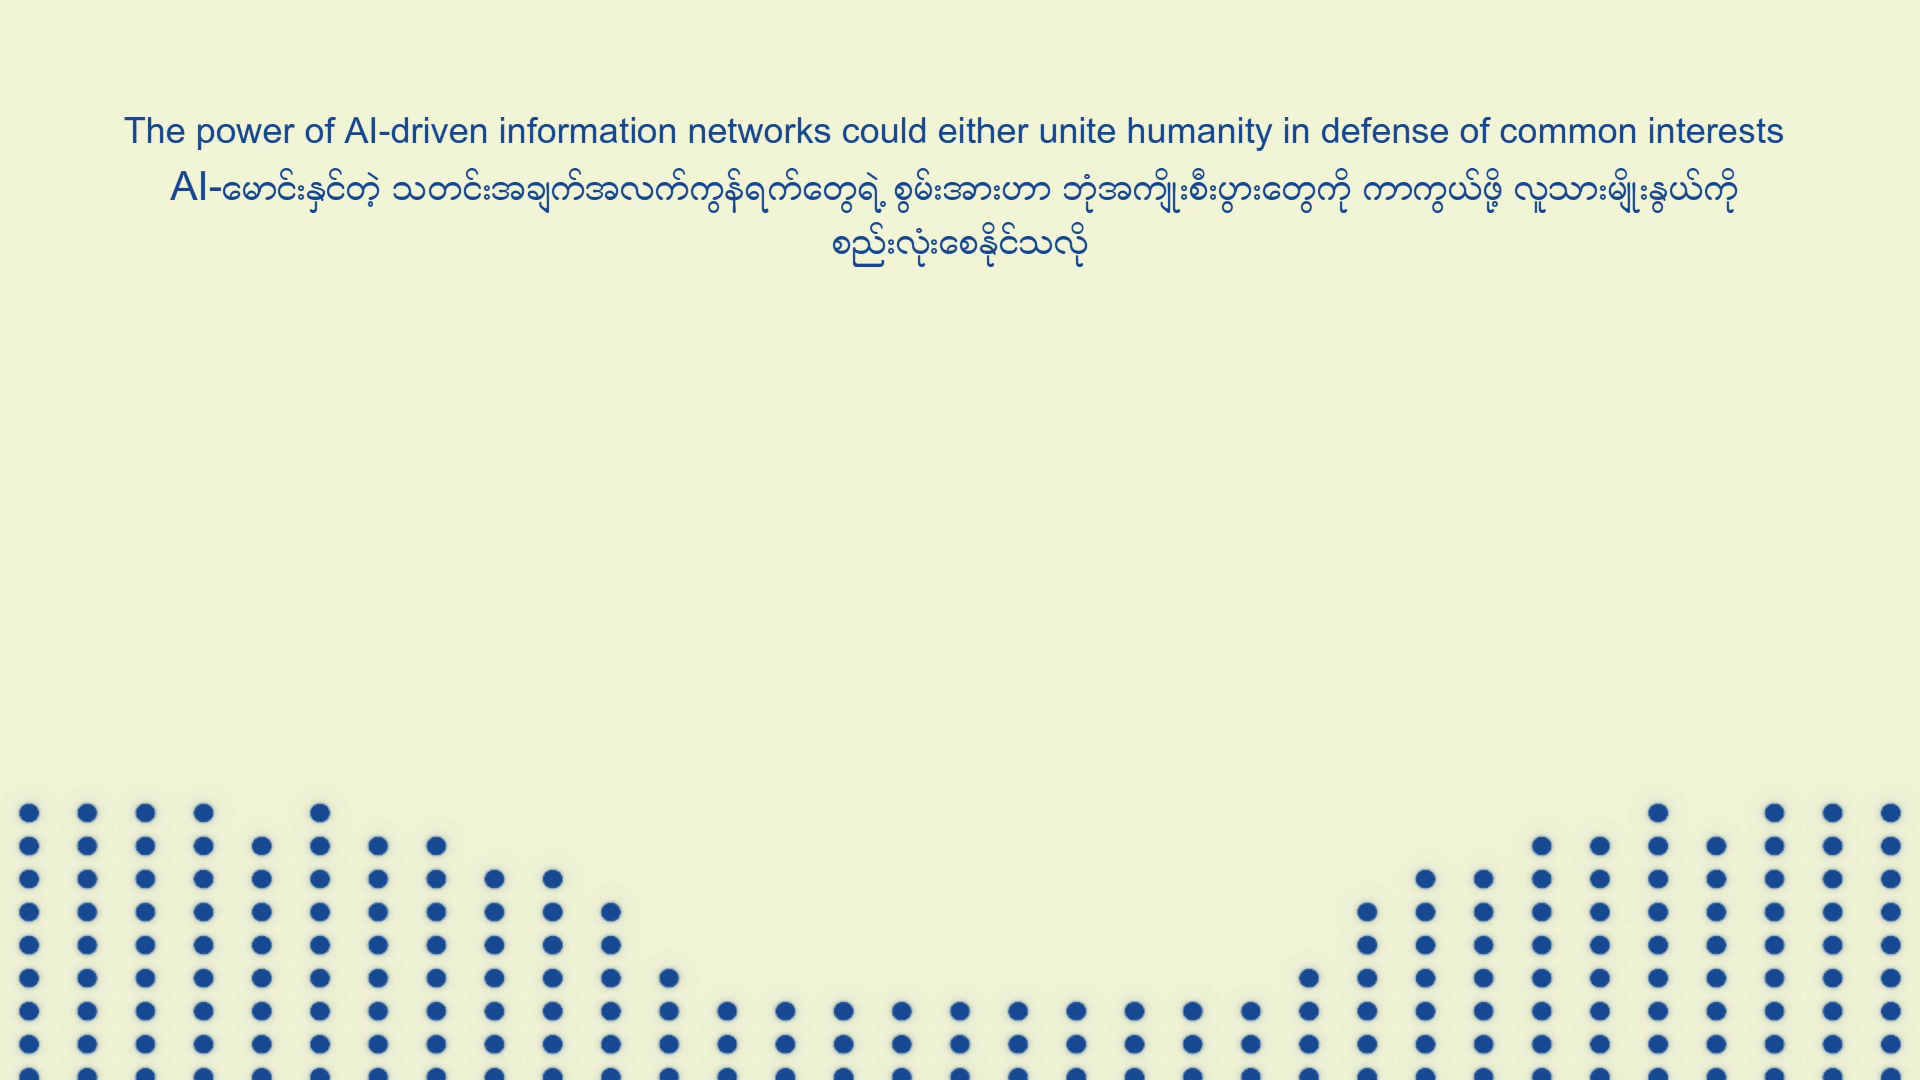 The power of AI-driven information networks could either unite humanity in defense of common interests
AI-မောင်းနှင်တဲ့ သတင်းအချက်အလက်ကွန်ရက်တွေရဲ့ စွမ်းအားဟာ ဘုံအကျိုးစီးပွားတွေကို ကာကွယ်ဖို့ လူသားမျိုးနွယ်ကို
စည်းလုံးစေနိုင်သလို